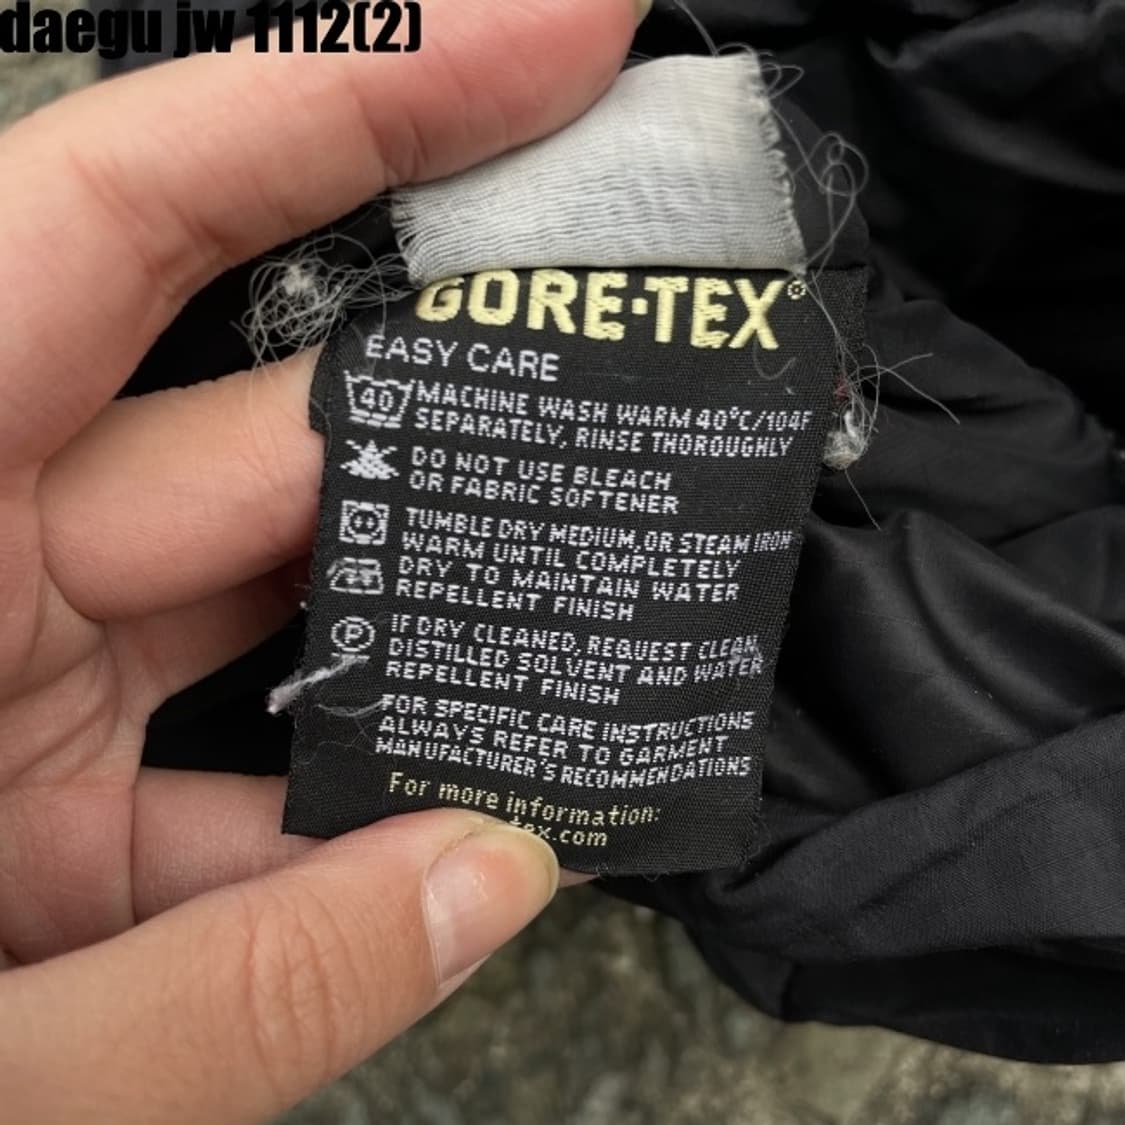 daegu jw 1112(2)
GORE-TEX®
EASY CARE
40 MACHINE WASH WARM 40°C/104F
SEPARATELY, RINSE THOROUGHLY
DO NOT USE BLEACH
OR FABRIC SOFTENER
TUMBLE DRY MEDIUM, OR STEAM IRON
WARM UNTIL COMPLETELY
DRY TO MAINTAIN WATER
REPELLENT FINISH
P IF DRY CLEANED, REQUEST CLEAN,
DISTILLED SOLVENT AND WATER
REPELLENT FINISH
FOR SPECIFIC CARE INSTRUCTIONS
ALWAYS REFER TO GARMENT
MANUFACTURER'S RECOMMENDATIONS
For more information:
tex.com